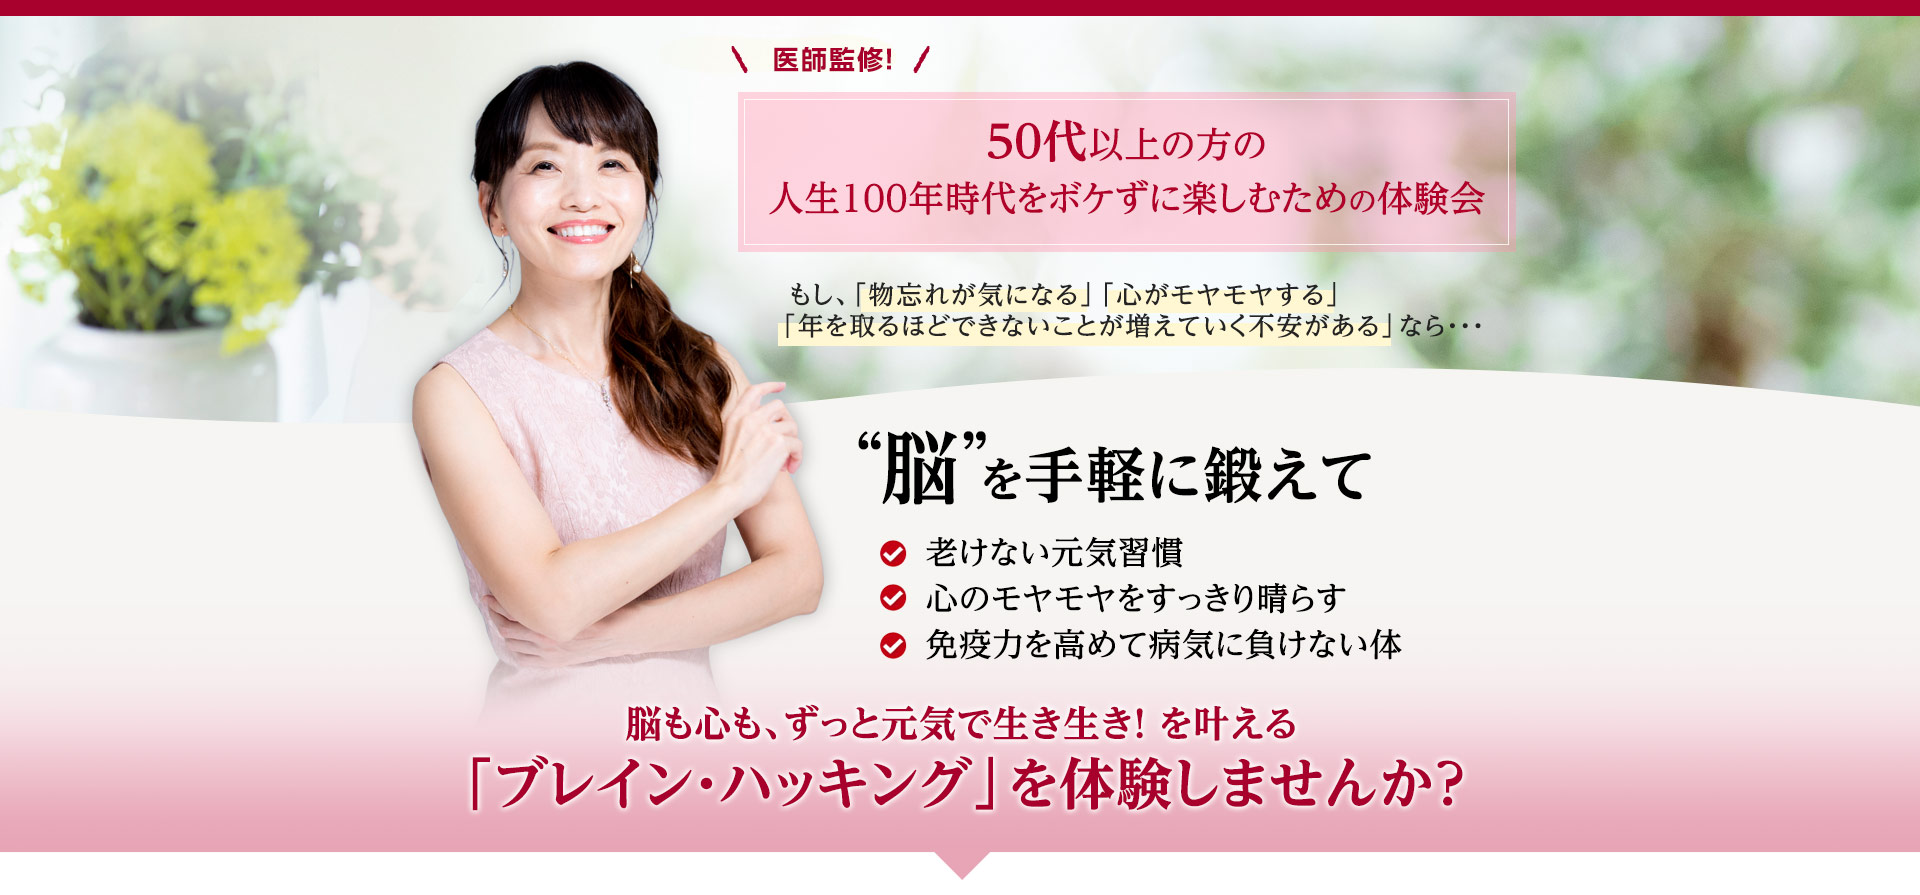 医師監修!
50代以上の方の
人生100年時代をボケずに楽しむための体験会
もし、「物忘れが気になる」「心がモヤモヤする」
「年を取るほどできないことが増えていく不安がある」なら・・・
“脳”を手軽に鍛えて
老けない元気習慣
心のモヤモヤをすっきり晴らす
免疫力を高めて病気に負けない体
脳も心も、ずっと元気で生き生き! を叶える
「ブレイン・ハッキング」を体験しませんか?